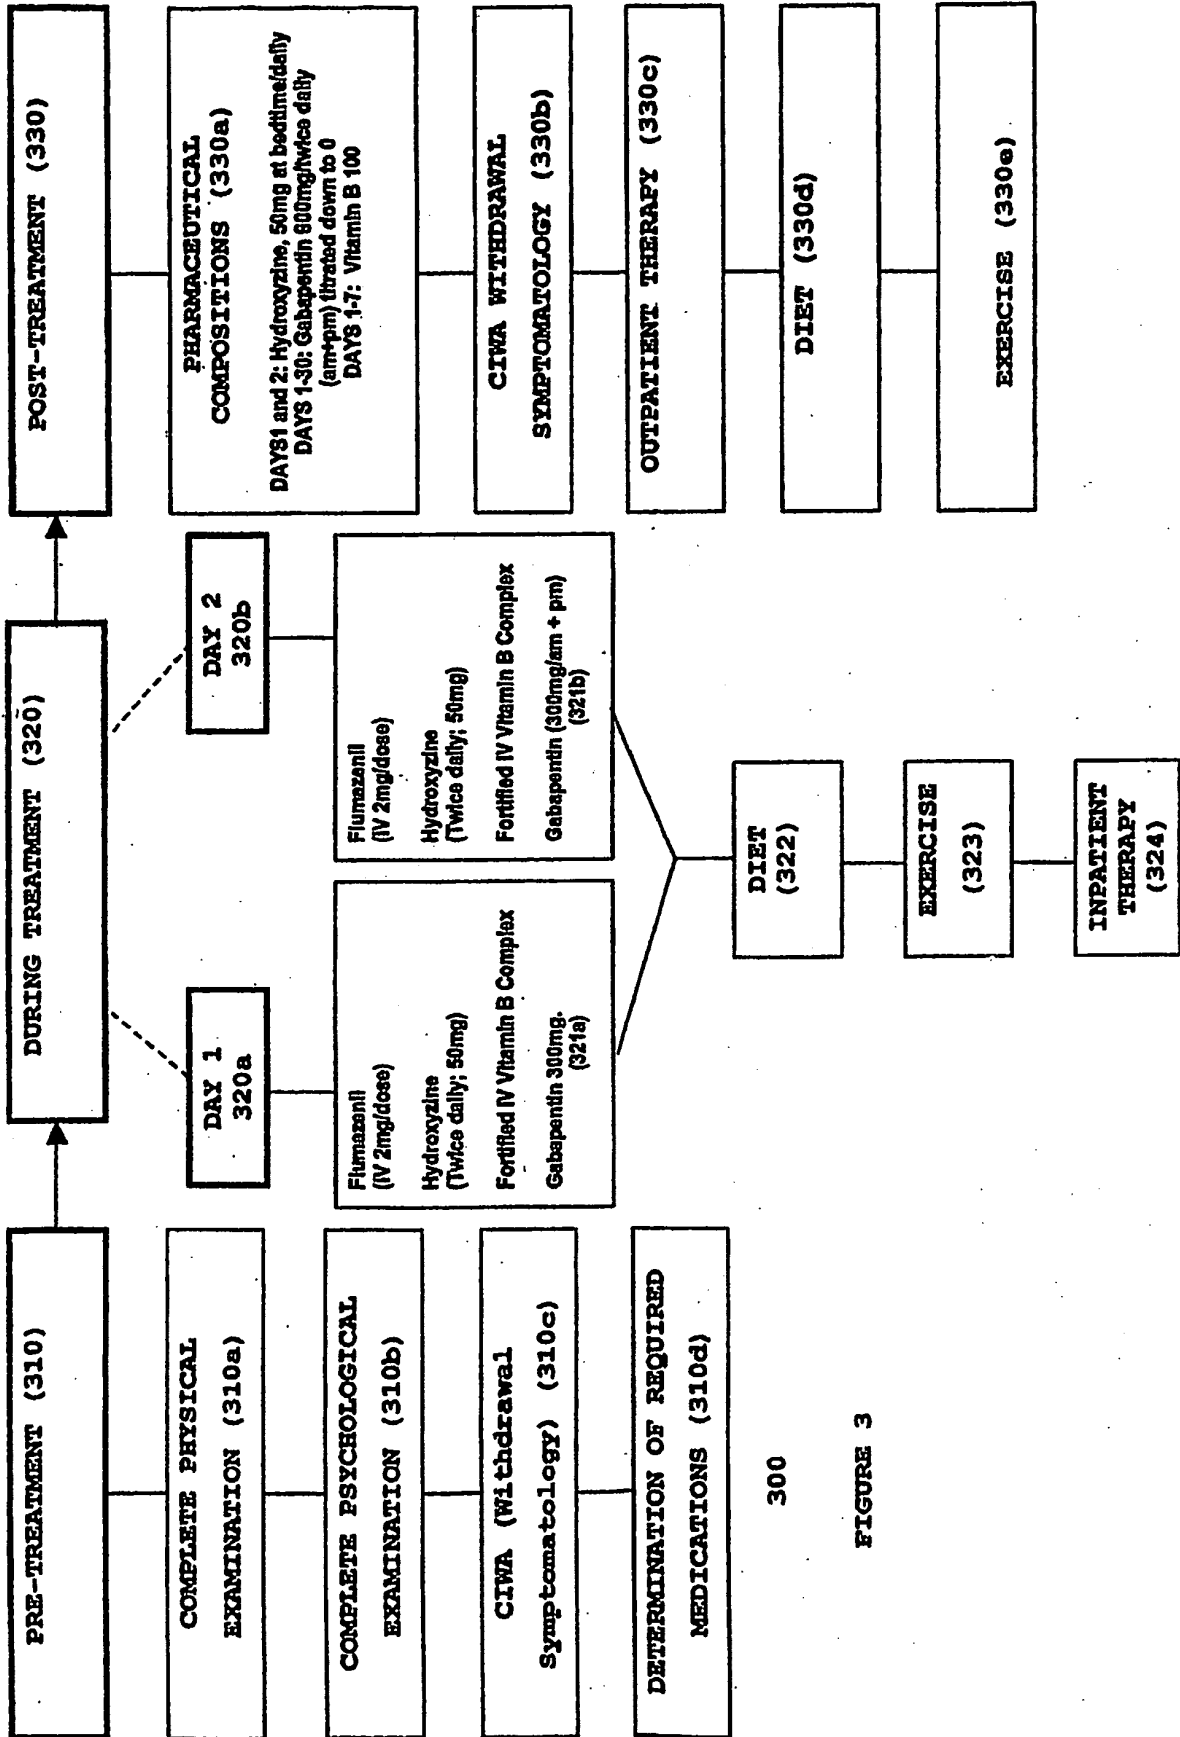 PRE-TREATMENT (310)
COMPLETE PHYSICAL
EXAMINATION (310a)
COMPLETE PSYCHOLOGICAL
EXAMINATION (310b)
CIWA (Withdrawal
Symptomatology) (310c)
DETERMINATION OF REQUIRED
MEDICATIONS (310d)
DURING TREATMENT (320)
DAY 1
320a
Flumazenil
(IV 2mg/dose)
Hydroxyzine
(Twice daily; 50mg)
Fortified IV Vitamin B Complex
Gabapentin 300mg.
(321a)
DAY 2
320b
Flumazenil
(IV 2mg/dose)
Hydroxyzine
(Twice daily; 50mg)
Fortified IV Vitamin B Complex
Gabapentin (300mg/am + pm)
(321b)
DIET
(322)
EXERCISE
(323)
INPATIENT
THERAPY
(324)
POST-TREATMENT (330)
PHARMACEUTICAL
COMPOSITIONS (330a)
DAYS1 and 2: Hydroxyzine, 50mg at bedtime/daily
DAYS 1-30: Gabapentin twice daily
(am+pm) titrated down to 0
DAYS 1-7: Vitamin B 100
CIWA WITHDRAWAL
SYMPTOMATOLOGY (330b)
OUTPATIENT THERAPY (330c)
DIET (330d)
EXERCISE (330e)
300
FIGURE 3